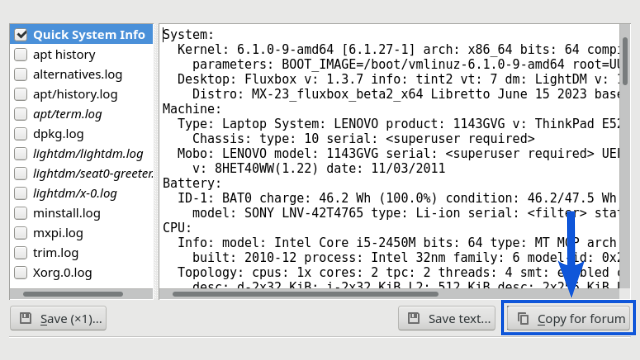 Quick System Info
apt history
alternatives.log
apt/history.log
apt/term.log
dpkg.log
lightdm/lightdm.log
lightdm/seat0-greeter.
lightdm/x-0.log
minstall.log
mxpi.log
trim.log
Xorg.0.log
System:
Kernel: 6.1.0-9-amd64 [6.1.27-1] arch: x86_64 bits: 64 compi
parameters: BOOT_IMAGE=/boot/vmlinuz-6.1.0-9-amd64 root=UU
Desktop: Fluxbox v: 1.3.7 info: tint2 vt: 7 dm: LightDM v: 1
Distro: MX-23_fluxbox_beta2_x64 Libretto June 15 2023 base
Machine:
Type: Laptop System: LENOVO product: 1143GVG v: ThinkPad E52
Chassis: type: 10 serial: <superuser required>
Mobo: LENOVO model: 1143GVG serial: <superuser required> UEF
v: 8HET40WW(1.22) date: 11/03/2011
Battery:
ID-1: BAT0 charge: 46.2 Wh (100.0%) condition: 46.2/47.5 Wh
model: SONY LNV-42T4765 type: Li-ion serial: <filter> stat
CPU:
Info: model: Intel Core i5-2450M bits: 64 type: MT MCP arch
built: 2010-12 process: Intel 32nm family: 6 model-id: 0x2
Topology: cpus: 1x cores: 2 tpc: 2 threads: 4 smt: enabled c
desc: d-2x32 KiB; i-2x32 KiB L2: 512 KiB desc: 2x256 KiB
Save (×1)...
Save text...
Copy for forum